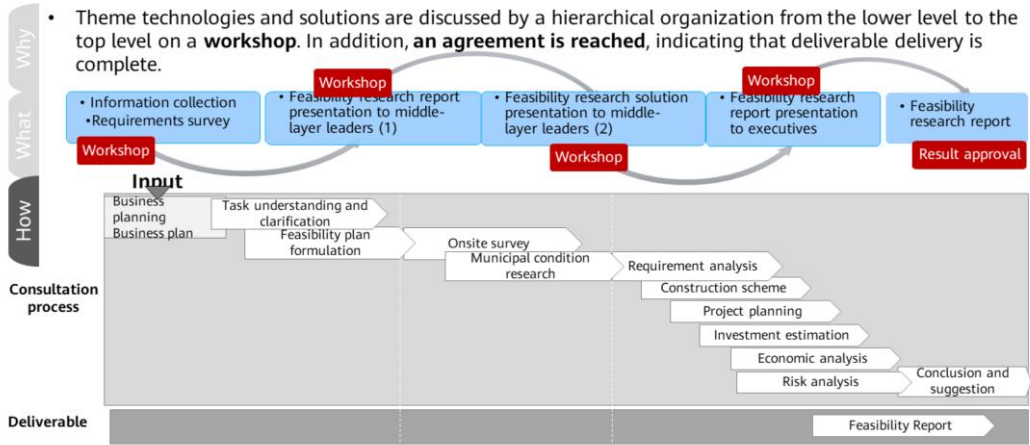 Why
What
How
• Theme technologies and solutions are discussed by a hierarchical organization from the lower level to the
top level on a workshop. In addition, an agreement is reached, indicating that deliverable delivery is
complete.
Workshop
Workshop
• Information collection
•Requirements survey
• Feasibility research report
presentation to middle-
layer leaders (1)
• Feasibility research solution
presentation to middle-
layer leaders (2)
• Feasibility research
report presentation
to executives
• Feasibility
research report
Workshop
Workshop
Result approval
Input
Business
planning
Business plan
Task understanding and
clarification
Feasibility plan
formulation
Onsite survey
Municipal condition
research
Requirement analysis
Construction scheme
Consultation
process
Project planning
Investment estimation
Economic analysis
Risk analysis
Conclusion and
suggestion
Deliverable
Feasibility Report